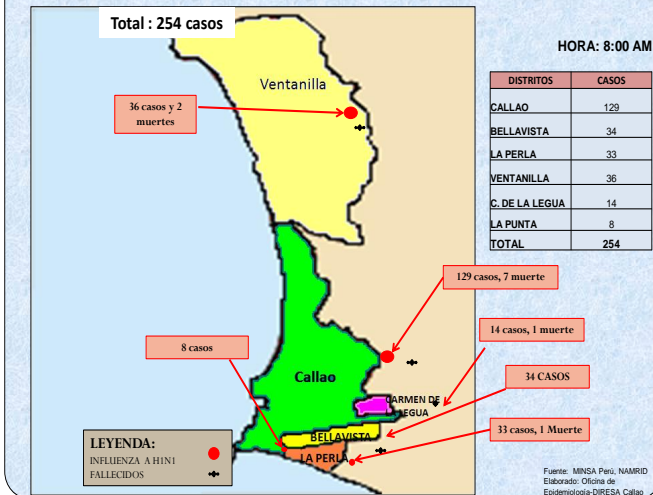 Total : 254 casos
HORA: 8:00 AM
DISTRITOS CASOS
CALLAO 129
BELLAVISTA 34
LA PERLA 33
VENTANILLA 36
C. DE LA LEGUA 14
LA PUNTA 8
TOTAL 254
Ventanilla
36 casos y 2
muertes
129 casos, 7 muerte
14 casos, 1 muerte
8 casos
34 CASOS
Callao
CARMEN DE
LEGUA
33 casos, 1 Muerte
BELLAVISTA
LA PERLA
LEYENDA:
INFLUENZA A H1N1
FALLECIDOS
Fuente: MINSA Perú, NAMRID
Elaborado: Oficina de
Epidemiología-DIRESA Callao